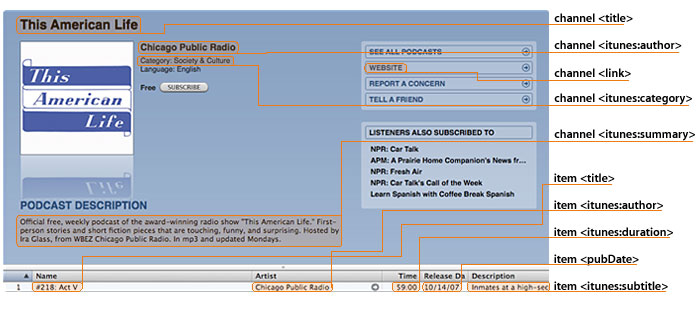 This American Life
channel <title>
Chicago Public Radio
channel <itunes:author>
Category: Society & Culture
Language: English
Free
SUBSCRIBE
SEE ALL PODCASTS
WEBSITE
REPORT A CONCERN
TELL A FRIEND
channel <link>
channel <itunes:category>
This
American
Life
LISTENERS ALSO SUBSCRIBED TO
NPR: Car Talk
APM: A Prairie Home Companion's News fr...
NPR: Fresh Air
NPR: Car Talk's Call of the Week
Learn Spanish with Coffee Break Spanish
channel <itunes:summary>
PODCAST DESCRIPTION
Official free, weekly podcast of the award-winning radio show "This American Life." First-
person stories and short fiction pieces that are touching, funny, and surprising. Hosted by
Ira Glass, from WBEZ Chicago Public Radio. In mp3 and updated Mondays.
item <title>
item <itunes:author>
item <itunes:duration>
item <pubDate>
item <itunes:subtitle>
Name Artist Time Release Da Description
1 #218: Act V Chicago Public Radio 59:00 10/14/07 Inmates at a high-sec